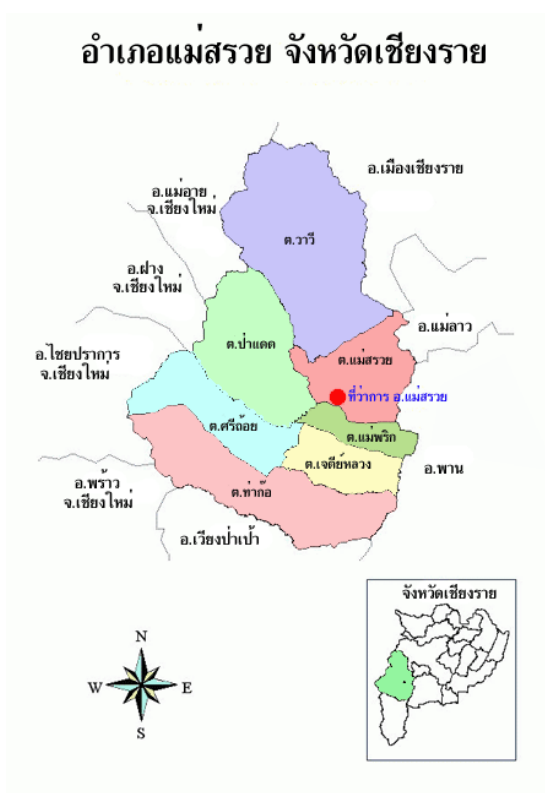 อำเภอแม่สรวย จังหวัดเชียงราย
อ.เมืองเชียงราย
อ.แม่อาย
จ.เชียงใหม่
ต.วาวี
อ.ฝาง
จ.เชียงใหม่
อ.แม่ลาว
ต.ป่าแดด
อ.ไชยปราการ
จ.เชียงใหม่
ต.แม่สรวย
ที่ว่าการ อ.แม่สรวย
ต.ศรีถ้อย
ต.แม่พริก
ต.เจดีย์หลวง
อ.พาน
อ.พร้าว
จ.เชียงใหม่
ต.ท่าก๊อ
อ.เวียงป่าเป้า
จังหวัดเชียงราย
N
W
E
S